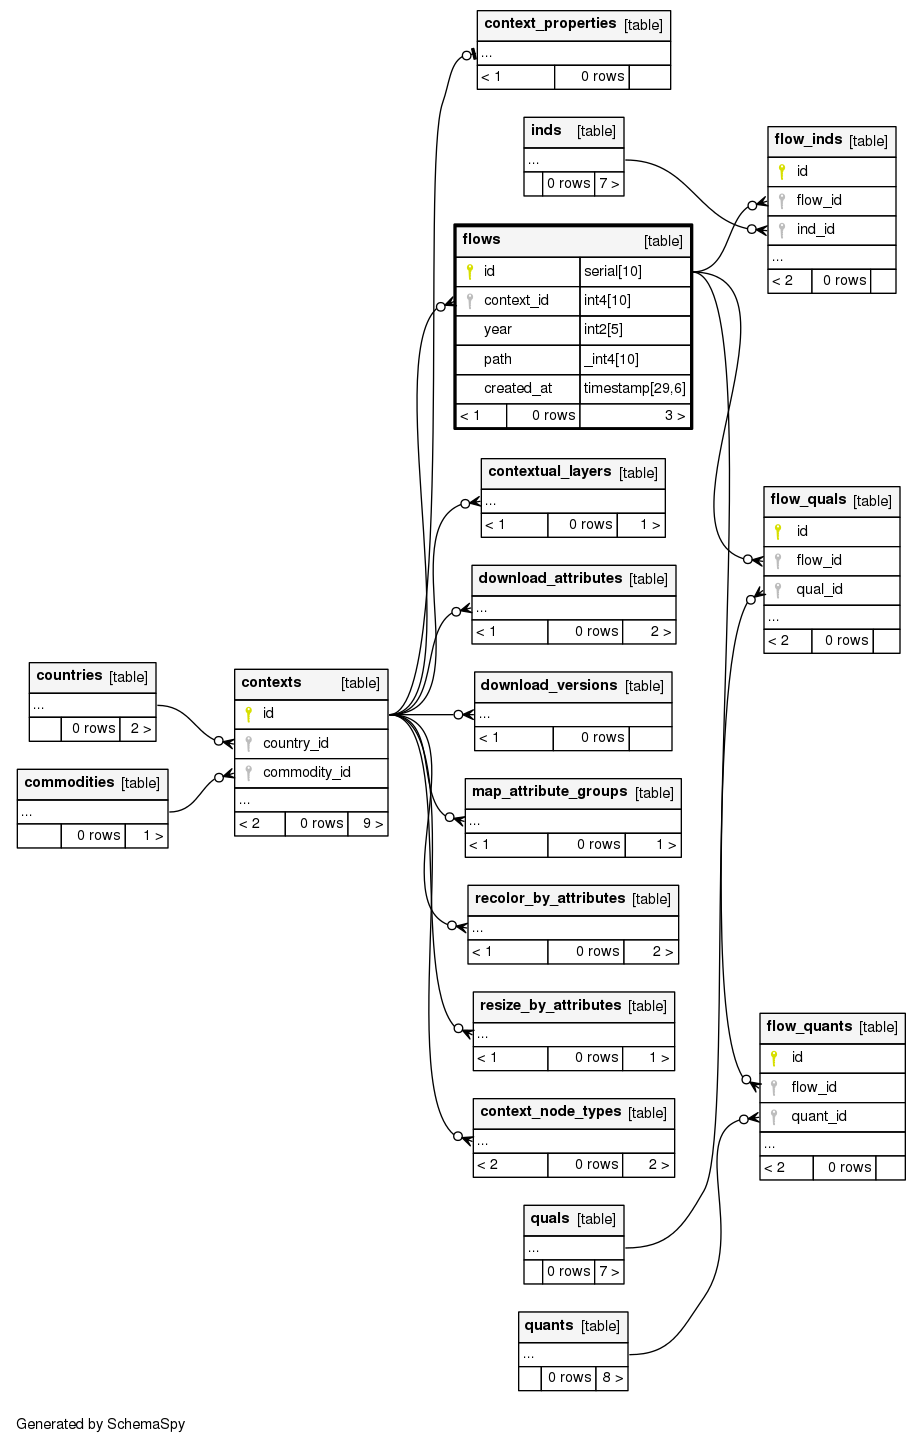 context_properties [table]
...
< 1 0 rows
inds [table]
...
0 rows 7 >
flow_inds [table]
id
flow_id
ind_id
...
< 2 0 rows
flows [table]
id serial[10]
context_id int4[10]
year int2[5]
path _int4[10]
created_at timestamp[29,6]
< 1 0 rows 3 >
contextual_layers [table]
...
< 1 0 rows 1 >
flow_quals [table]
id
flow_id
qual_id
...
< 2 0 rows
download_attributes [table]
...
< 1 0 rows 2 >
countries [table]
...
0 rows 2 >
commodities [table]
...
0 rows 1 >
contexts [table]
id
country_id
commodity_id
...
< 2 0 rows 9 >
download_versions [table]
...
< 1 0 rows
map_attribute_groups [table]
...
< 1 0 rows 1 >
recolor_by_attributes [table]
...
< 1 0 rows 2 >
resize_by_attributes [table]
...
< 1 0 rows 1 >
flow_quants [table]
id
flow_id
quant_id
...
< 2 0 rows
context_node_types [table]
...
< 2 0 rows 2 >
quals [table]
...
0 rows 7 >
quants [table]
...
0 rows 8 >
Generated by SchemaSpy